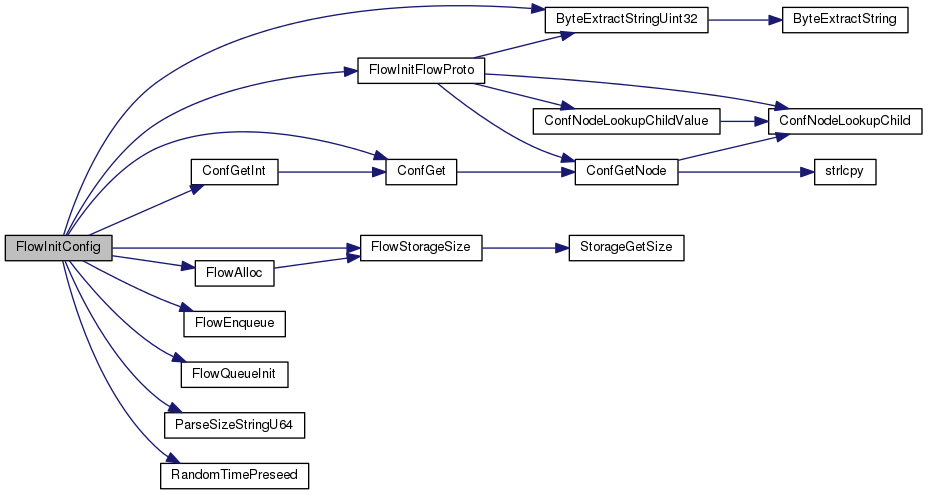 ByteExtractStringUint32
ByteExtractString
FlowInitFlowProto
ConfNodeLookupChildValue
ConfNodeLookupChild
ConfGetInt
ConfGet
ConfGetNode
strlcpy
FlowInitConfig
FlowStorageSize
StorageGetSize
FlowAlloc
FlowEnqueue
FlowQueueInit
ParseSizeStringU64
RandomTimePreseed